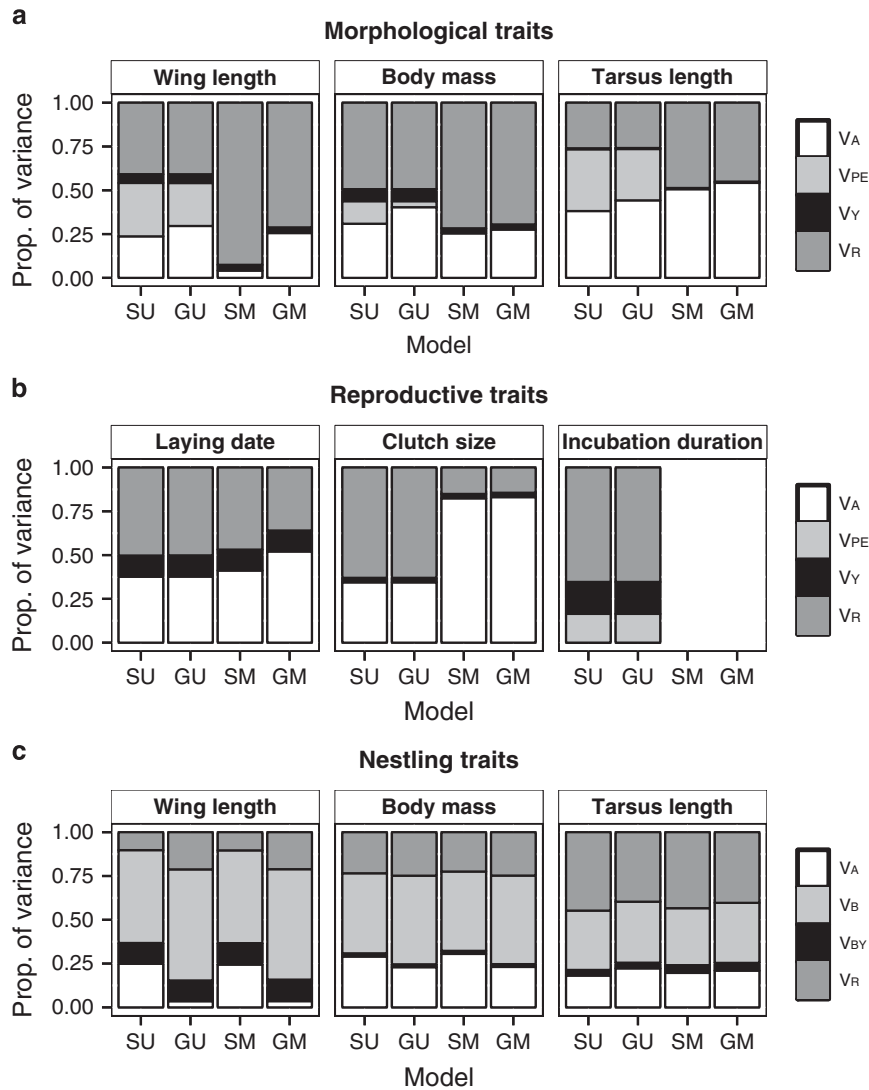 a
Morphological traits
Wing length Body mass Tarsus length
Prop. of variance
1.00
0.75
0.50
0.25
0.00
SU GU SM GM SU GU SM GM SU GU SM GM
Model
VA
VPE
VY
VR
b
Reproductive traits
Laying date Clutch size Incubation duration
Prop. of variance
1.00
0.75
0.50
0.25
0.00
SU GU SM GM SU GU SM GM SU GU SM GM
Model
VA
VPE
VY
VR
c
Nestling traits
Wing length Body mass Tarsus length
Prop. of variance
1.00
0.75
0.50
0.25
0.00
SU GU SM GM SU GU SM GM SU GU SM GM
Model
VA
VB
VBY
VR